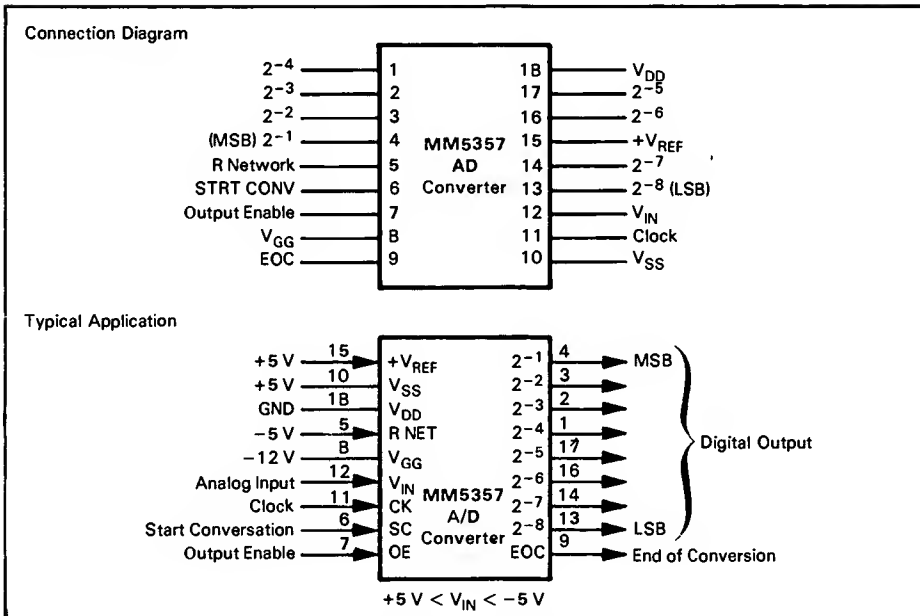 Connection Diagram
2-4 1 1B VDD
2-3 2 17 2-5
2-2 3 16 2-6
(MSB) 2-1 4 MM5357 15 +VREF
R Network 5 AD 14 2-7
STRT CONV 6 Converter 13 2-8 (LSB)
Output Enable 7 12 VIN
VGG B 11 Clock
EOC 9 10 VSS
Typical Application
+5 V 15 +VREF 2-1 4 MSB
+5 V 10 VSS 2-2 3
GND 1B VDD 2-3 2
-5 V 5 R NET 2-4 1
-12 V B VGG 2-5 17 Digital Output
Analog Input 12 VIN 2-6 16
Clock 11 CK MM5357 2-7 14
Start Conversation 6 SC A/D 2-8 13 LSB
Output Enable 7 OE Converter EOC 9 End of Conversion
+5 V < VIN < -5 V